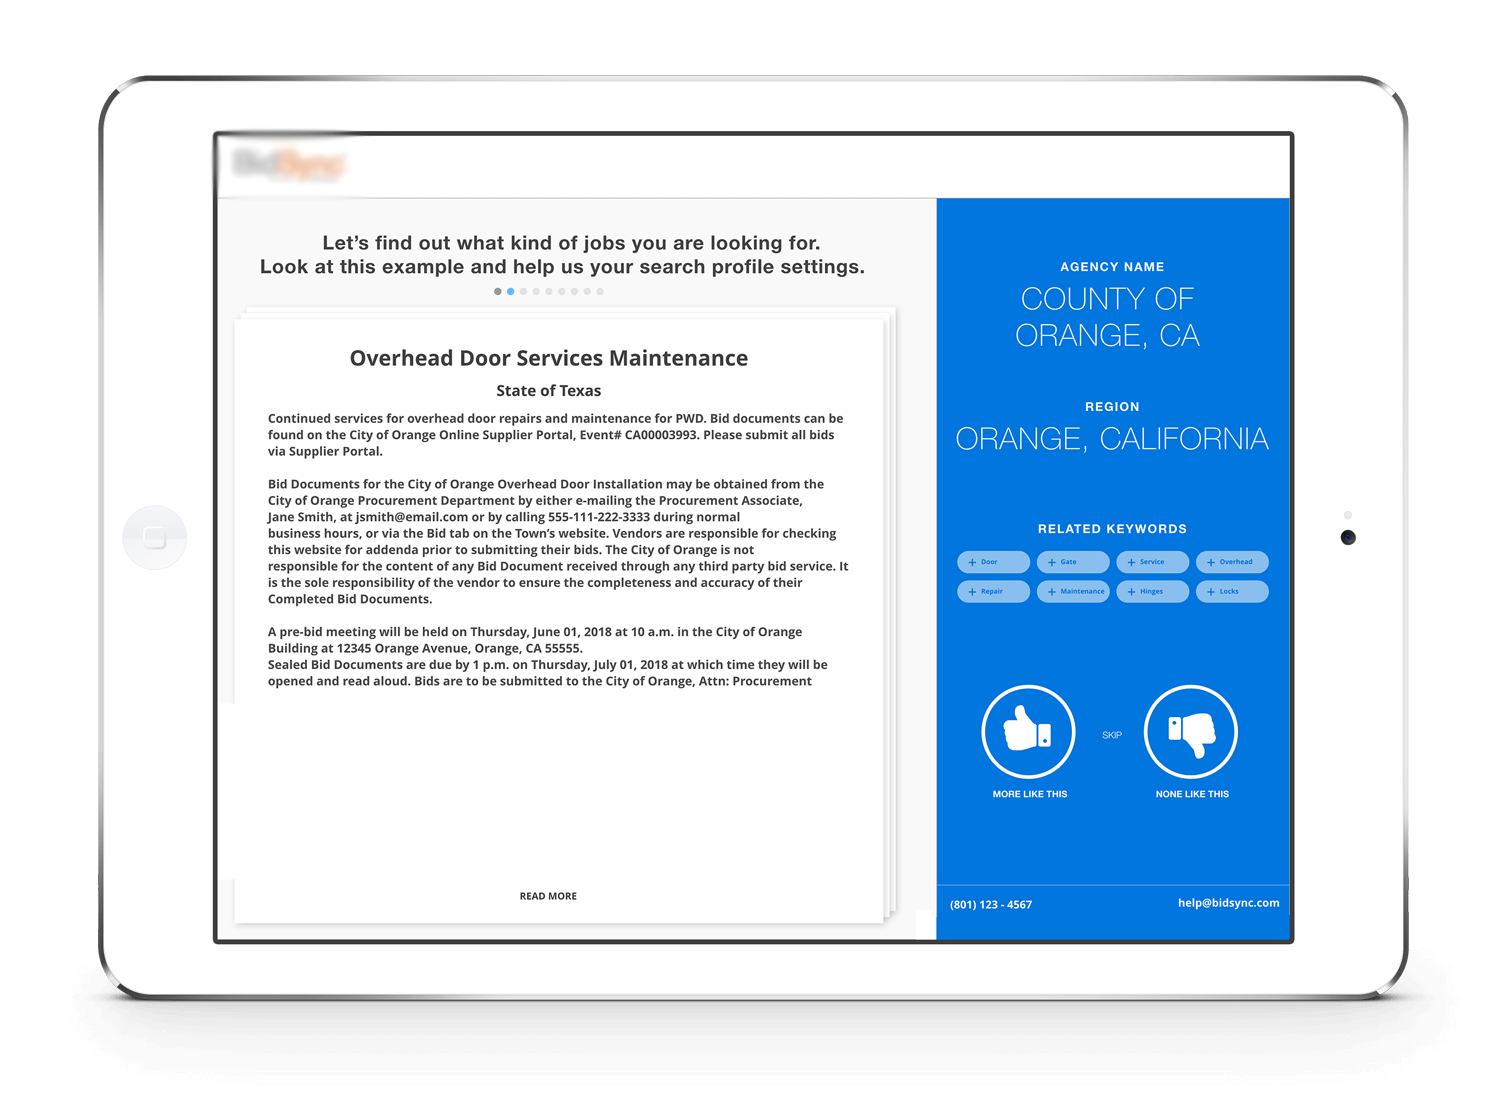 BidSync
Let's find out what kind of jobs you are looking for.
Look at this example and help us your search profile settings.
Overhead Door Services Maintenance
State of Texas
Continued services for overhead door repairs and maintenance for PWD. Bid documents can be
found on the City of Orange Online Supplier Portal, Event# CA00003993. Please submit all bids
via Supplier Portal.
Bid Documents for the City of Orange Overhead Door Installation may be obtained from the
City of Orange Procurement Department by either e-mailing the Procurement Associate,
Jane Smith, at jsmith@email.com or by calling 555-111-222-3333 during normal
business hours, or via the Bid tab on the Town's website. Vendors are responsible for checking
this website for addenda prior to submitting their bids. The City of Orange is not
responsible for the content of any Bid Document received through any third party bid service. It
is the sole responsibility of the vendor to ensure the completeness and accuracy of their
Completed Bid Documents.
A pre-bid meeting will be held on Thursday, June 01, 2018 at 10 a.m. in the City of Orange
Building at 12345 Orange Avenue, Orange, CA 55555.
Sealed Bid Documents are due by 1 p.m. on Thursday, July 01, 2018 at which time they will be
opened and read aloud. Bids are to be submitted to the City of Orange, Attn: Procurement
READ MORE
AGENCY NAME
COUNTY OF
ORANGE, CA
REGION
ORANGE, CALIFORNIA
RELATED KEYWORDS
+ Door + Gate + Service + Overhead
+ Repair + Maintenance + Hinges + Locks
SKIP
MORE LIKE THIS NONE LIKE THIS
(801) 123 - 4567 help@bidsync.com